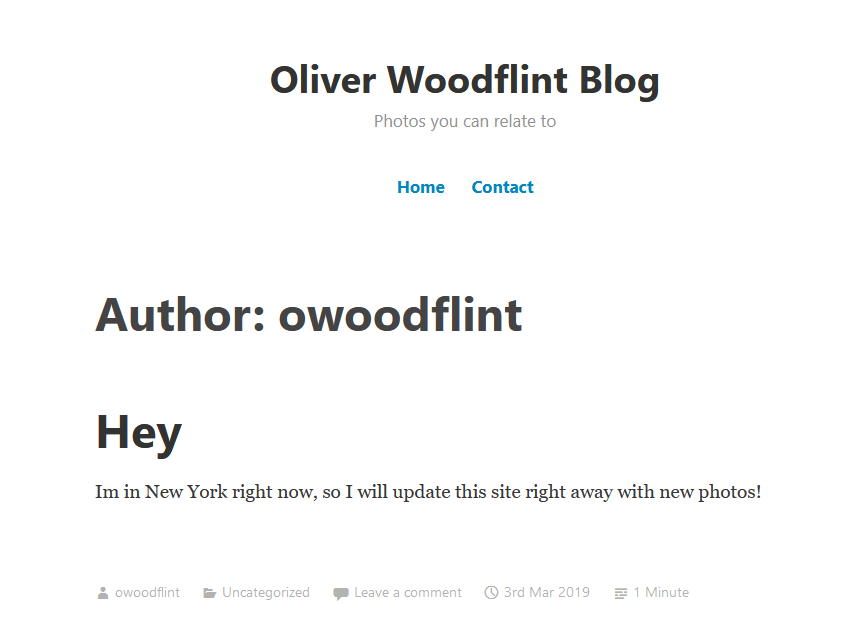 Oliver Woodflint Blog
Photos you can relate to
Home Contact
Author: owoodflint
Hey
Im in New York right now, so I will update this site right away with new photos!
owoodflint Uncategorized Leave a comment 3rd Mar 2019 1 Minute